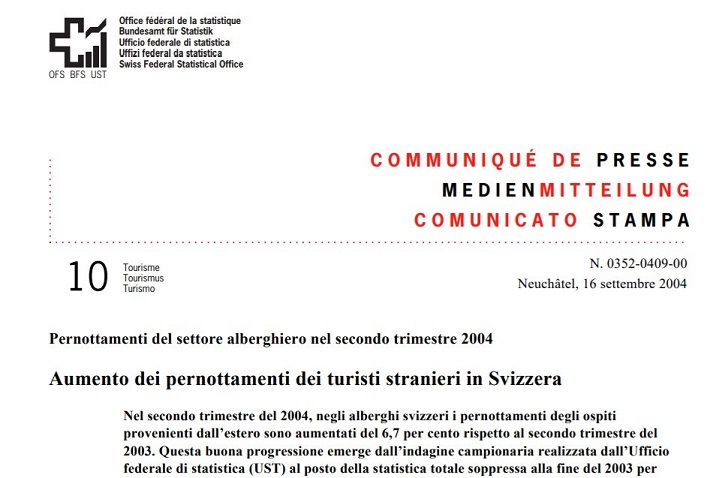 Office fédéral de la statistique
Bundesamt für Statistik
Ufficio federale di statistica
Uffizi federal da statistica
Swiss Federal Statistical Office
OFS BFS UST
COMMUNIQUÉ DE PRESSE
MEDIENMITTEILUNG
COMUNICATO STAMPA
10
Tourisme
Tourismus
Turismo
N. 0352-0409-00
Neuchâtel, 16 settembre 2004
Pernottamenti del settore alberghiero nel secondo trimestre 2004
Aumento dei pernottamenti dei turisti stranieri in Svizzera
Nel secondo trimestre del 2004, negli alberghi svizzeri i pernottamenti degli ospiti
provenienti dall’estero sono aumentati del 6,7 per cento rispetto al secondo trimestre del
2003. Questa buona progressione emerge dall’indagine campionaria realizzata dall’Ufficio
federale di statistica (UST) al posto della statistica totale soppressa alla fine del 2003 per